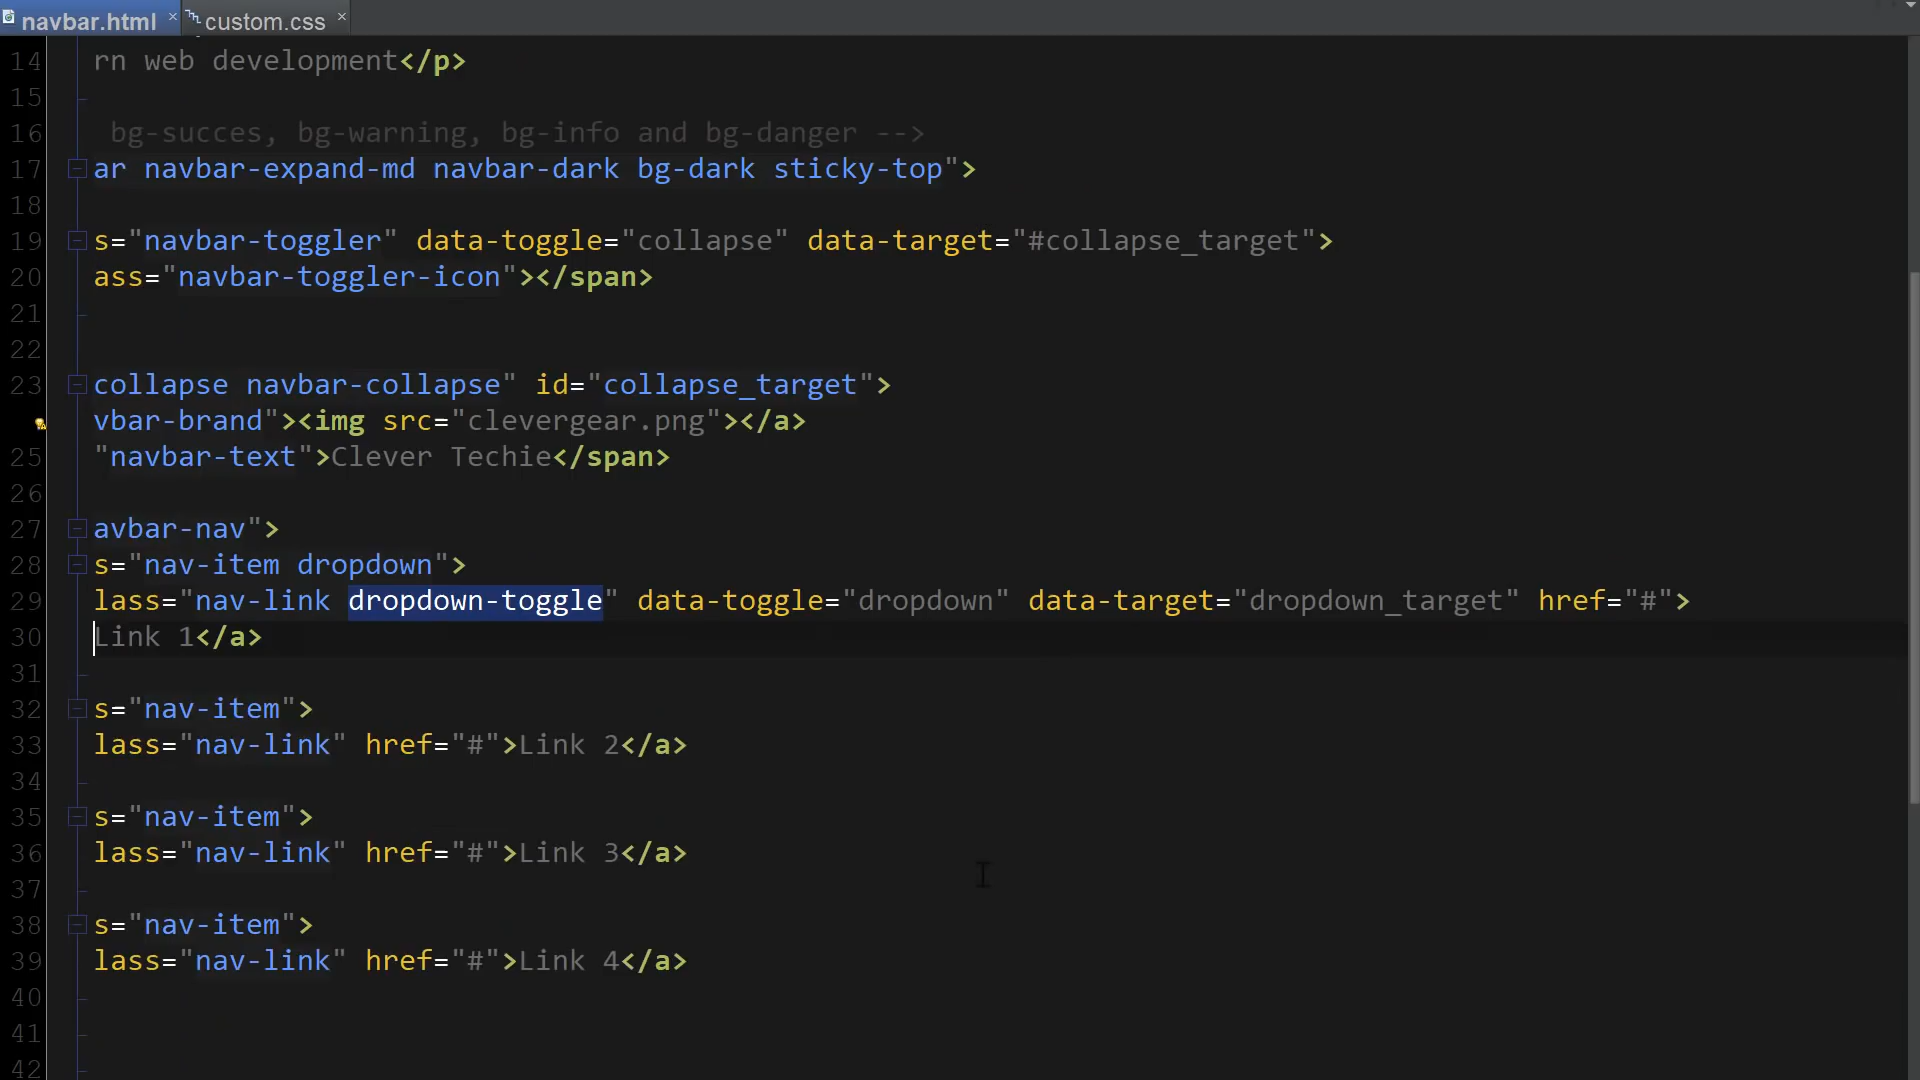 navbar.html × custom.css ×
14 rn web development</p>
15
16 bg-succes, bg-warning, bg-info and bg-danger -->
17 ar navbar-expand-md navbar-dark bg-dark sticky-top">
18
19 s="navbar-toggler" data-toggle="collapse" data-target="#collapse_target">
20 ass="navbar-toggler-icon"></span>
21
22
23 collapse navbar-collapse" id="collapse_target">
vbar-brand"><img src="clevergear.png"></a>
25 "navbar-text">Clever Techie</span>
26
27 avbar-nav">
28 s="nav-item dropdown">
29 lass="nav-link dropdown-toggle" data-toggle="dropdown" data-target="dropdown_target" href="#">
30 Link 1</a>
31
32 s="nav-item">
33 lass="nav-link" href="#">Link 2</a>
34
35 s="nav-item">
36 lass="nav-link" href="#">Link 3</a>
37
38 s="nav-item">
39 lass="nav-link" href="#">Link 4</a>
40
41
42